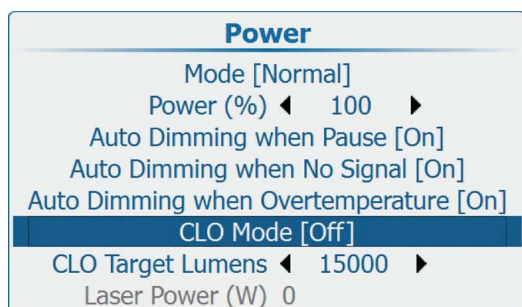 Power
Mode [Normal]
Power (%) 100
Auto Dimming when Pause [On]
Auto Dimming when No Signal [On]
Auto Dimming when Overtemperature [On]
CLO Mode [Off]
CLO Target Lumens 15000
Laser Power (W) 0